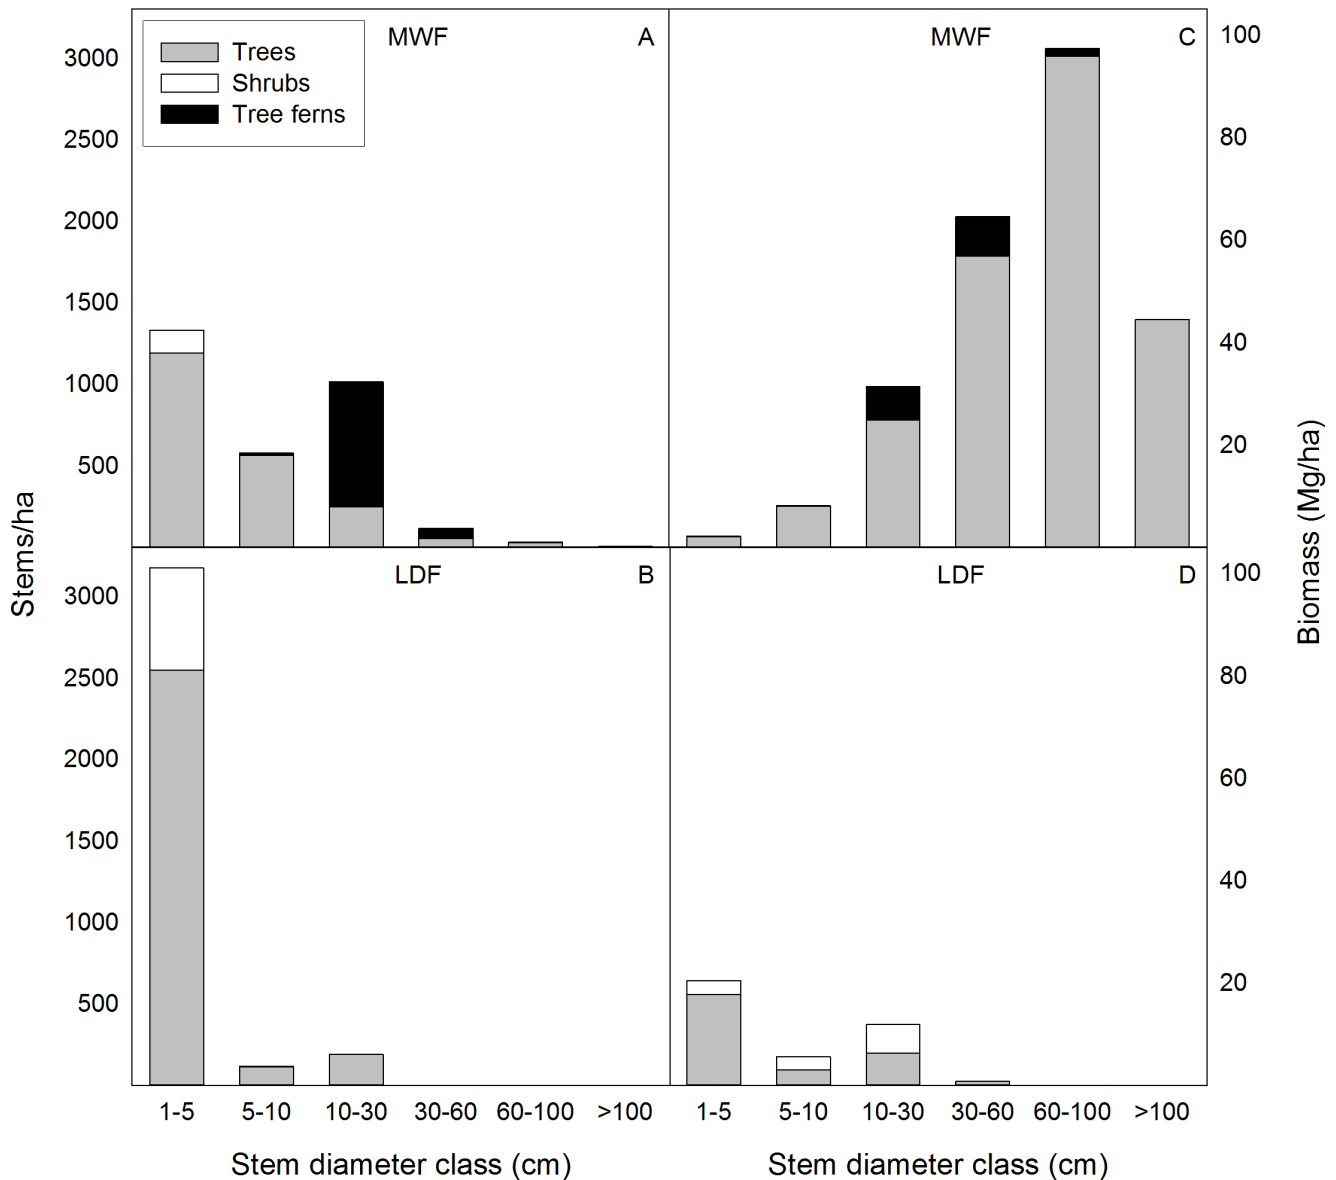 MWF A
Trees
Shrubs
Tree ferns
3000
2500
2000
1500
1000
500
MWF C
100
80
60
40
20
Stems/ha
Biomass (Mg/ha)
LDF B
3000
2500
2000
1500
1000
500
LDF D
100
80
60
40
20
1-5 5-10 10-30 30-60 60-100 >100
1-5 5-10 10-30 30-60 60-100 >100
Stem diameter class (cm)
Stem diameter class (cm)